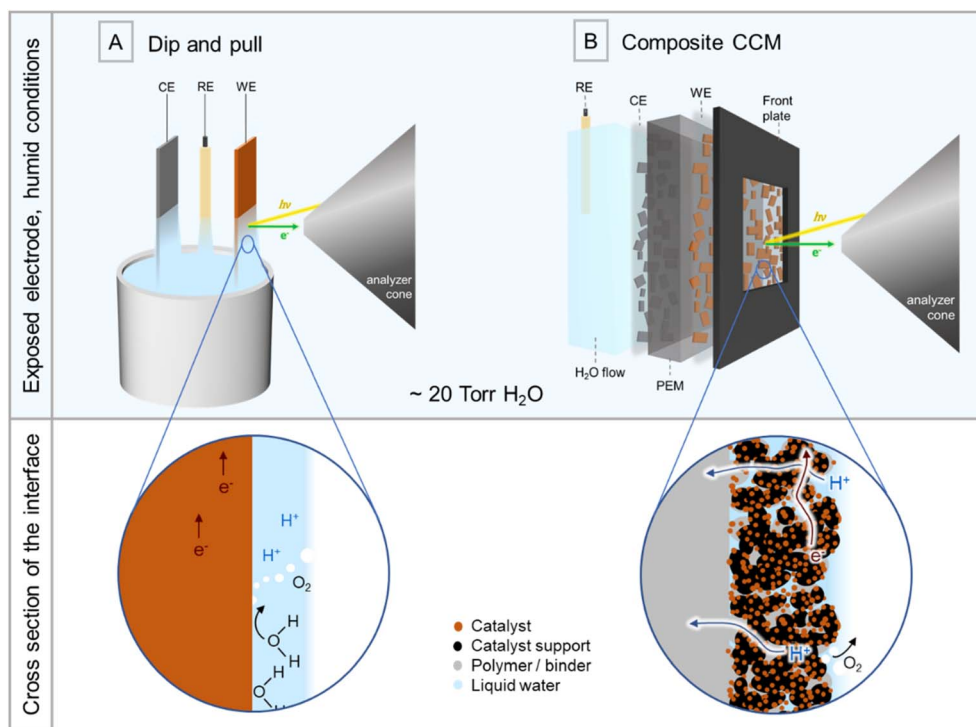 Exposed electrode, humid conditions
A Dip and pull
CE RE WE
hν
e-
analyzer
cone
B Composite CCM
RE
CE
WE
Front
plate
hν
e-
analyzer
cone
H₂O flow
PEM
~ 20 Torr H₂O
Cross section of the interface
e-
e-
H⁺
H⁺
O₂
H
O
H
H
O
H
Catalyst
Catalyst support
Polymer / binder
Liquid water
H⁺
e-
H⁺
O₂